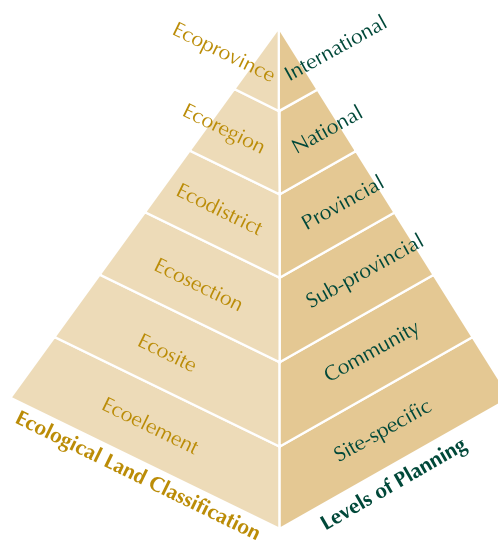 Ecoprovince
International
Ecoregion
National
Ecodistrict
Provincial
Ecosection
Sub-provincial
Ecosite
Community
Ecoelement
Site-specific
Ecological Land Classification
Levels of Planning